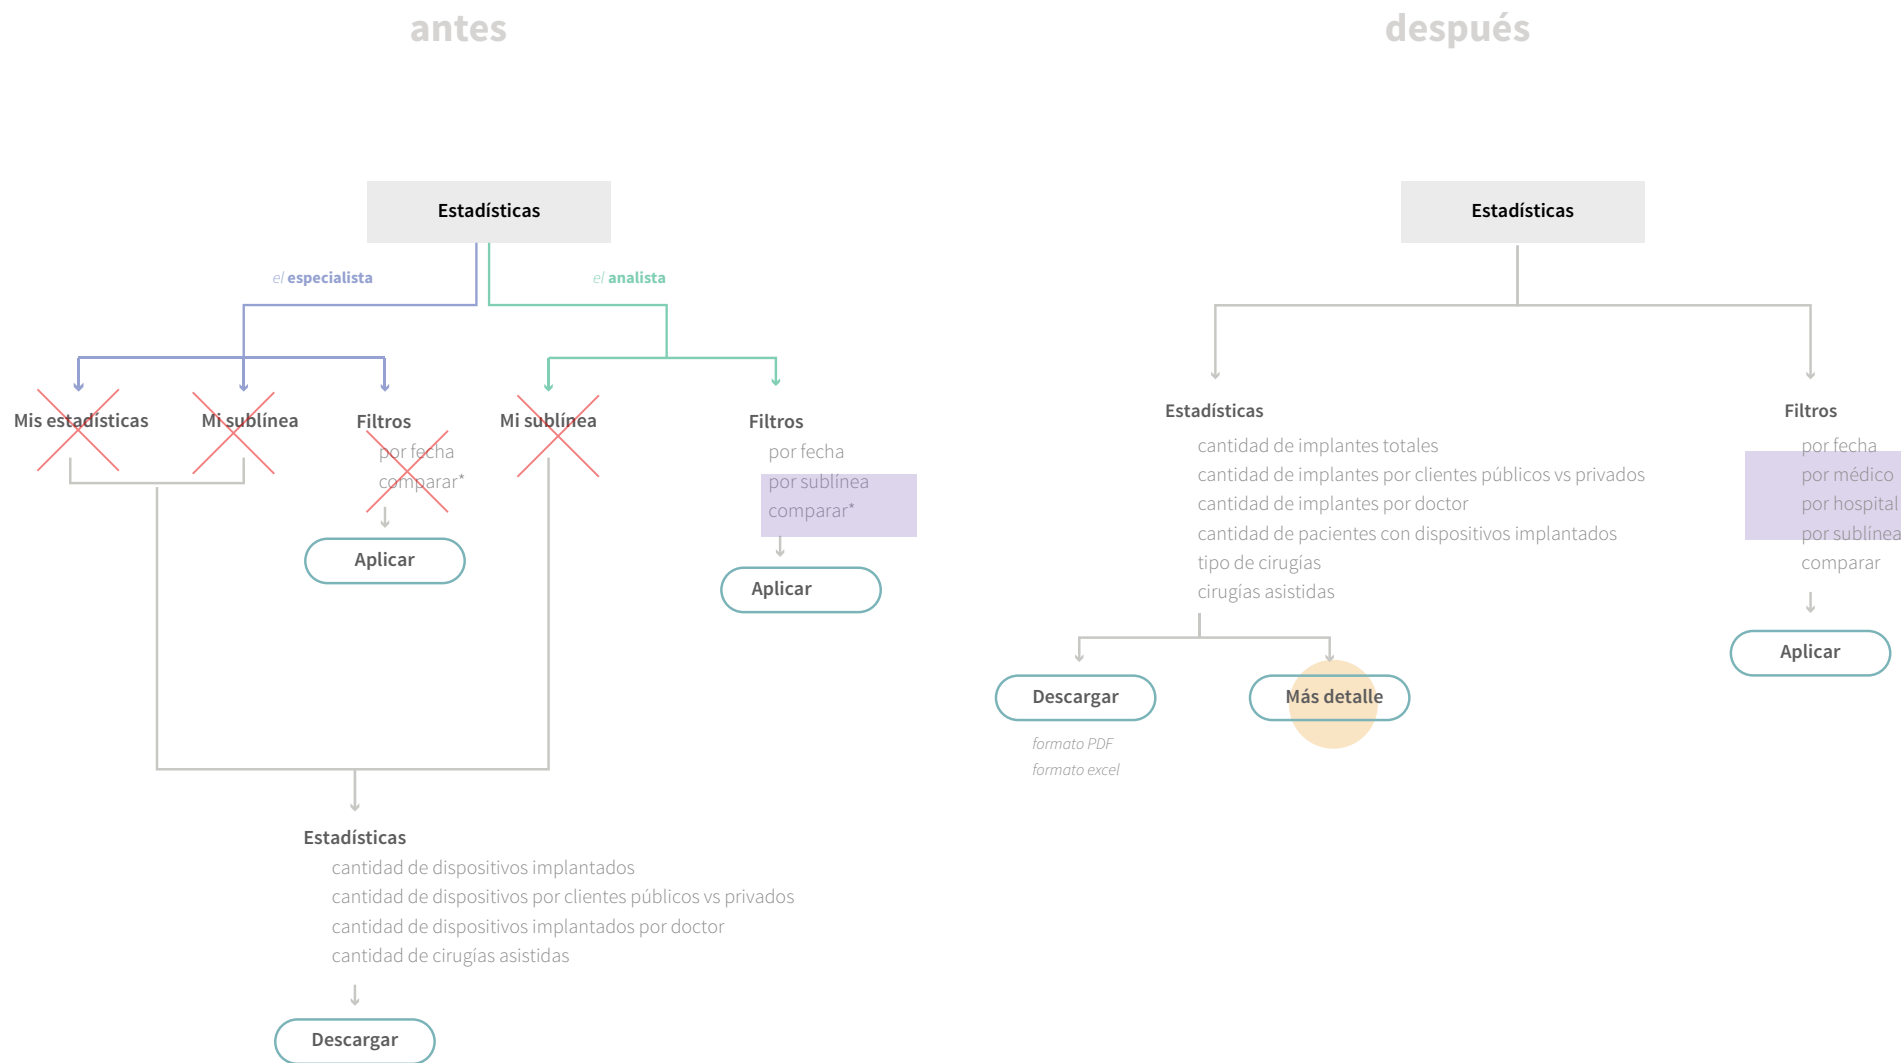 antes
Estadísticas
el especialista
el analista
Mis estadísticas
Mi sublínea
Filtros
por fecha
comparar*
Aplicar
Mi sublínea
Filtros
por fecha
por sublínea
comparar*
Aplicar
Estadísticas
cantidad de dispositivos implantados
cantidad de dispositivos por clientes públicos vs privados
cantidad de dispositivos implantados por doctor
cantidad de cirugías asistidas
Descargar
después
Estadísticas
Estadísticas
cantidad de implantes totales
cantidad de implantes por clientes públicos vs privados
cantidad de implantes por doctor
cantidad de pacientes con dispositivos implantados
tipo de cirugías
cirugías asistidas
Descargar
formato PDF
formato excel
Más detalle
Filtros
por fecha
por médico
por hospital
por sublínea
comparar
Aplicar